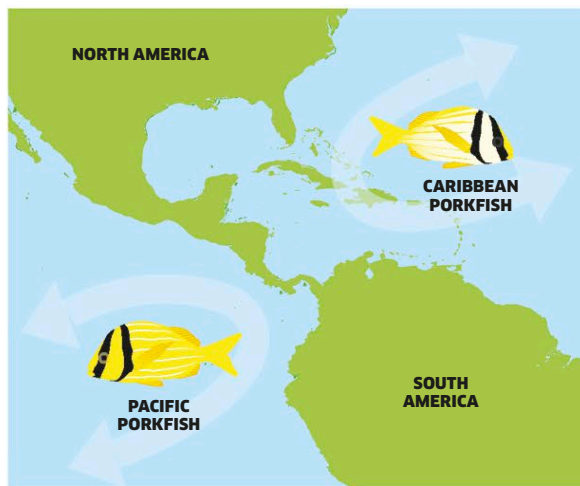 NORTH AMERICA
CARIBBEAN
PORKFISH
PACIFIC
PORKFISH
SOUTH
AMERICA